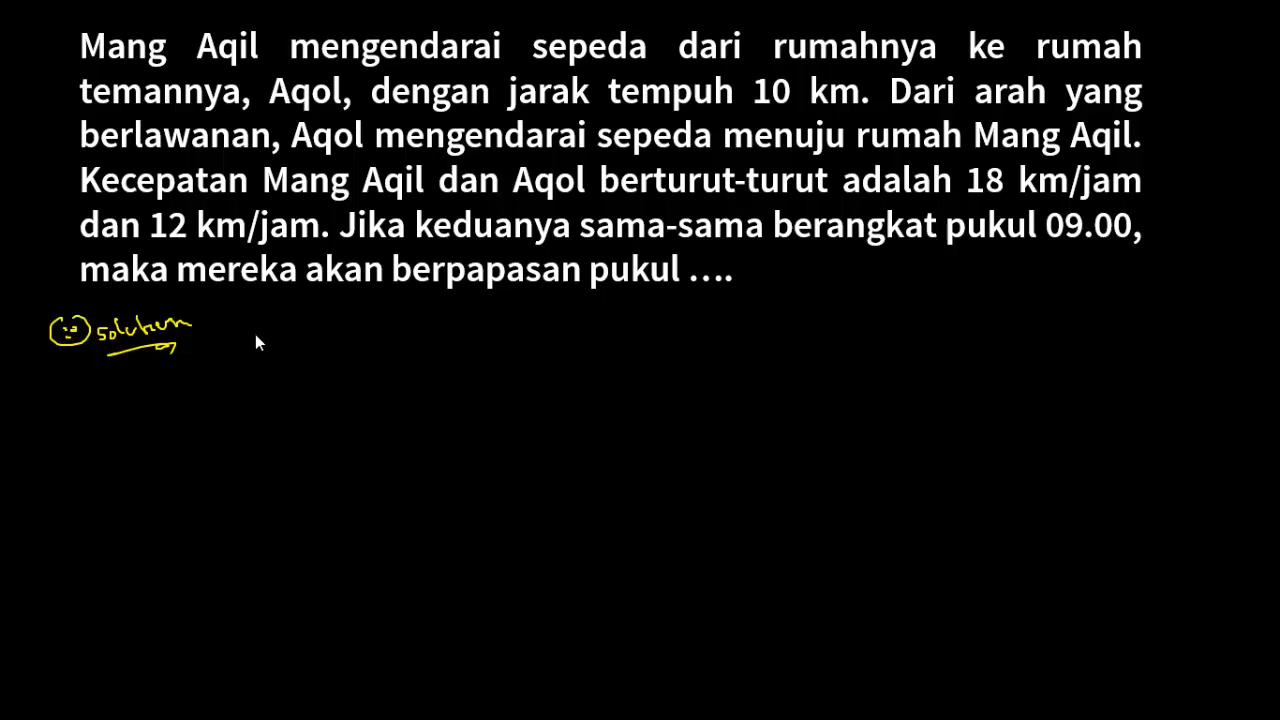 Mang Aqil mengendarai sepeda dari rumahnya ke rumah
temannya, Aqol, dengan jarak tempuh 10 km. Dari arah yang
berlawanan, Aqol mengendarai sepeda menuju rumah Mang Aqil.
Kecepatan Mang Aqil dan Aqol berturut-turut adalah 18 km/jam
dan 12 km/jam. Jika keduanya sama-sama berangkat pukul 09.00,
maka mereka akan berpapasan pukul ....
solution